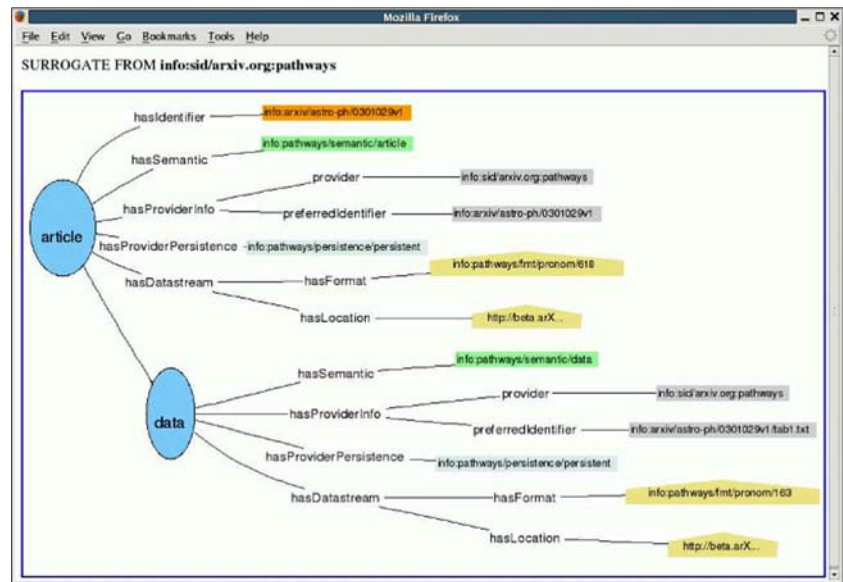 Mozilla Firefox
File Edit View Go Bookmarks Tools Help
SURROGATE FROM info:sid/arxiv.org:pathways
hasIdentifier info:arxiv/astro-ph/0301029v1
hasSemantic info:pathways/semantic/article
provider info:sid/arxiv.org:pathways
hasProviderInfo
preferredIdentifier info:arxiv/astro-ph/0301029v1
article
hasProviderPersistence info:pathways/persistence/persistent
hasDatastream hasFormat info:pathways/fmt/pronom/618
hasLocation http://beta.arX...
hasSemantic info:pathways/semantic/data
provider info:sid/arxiv.org:pathways
hasProviderInfo
data
preferredIdentifier info:arxiv/astro-ph/0301029v1/tab1.txt
hasProviderPersistence info:pathways/persistence/persistent
hasDatastream hasFormat info:pathways/fmt/pronom/163
hasLocation http://beta.arX...